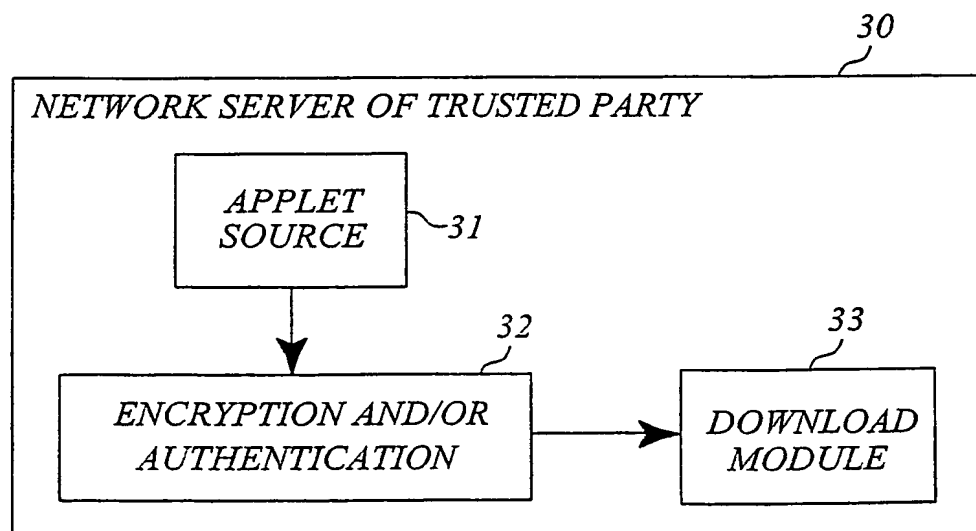 30
NETWORK SERVER OF TRUSTED PARTY
APPLET
SOURCE
31
32
33
ENCRYPTION AND/OR
AUTHENTICATION
DOWNLOAD
MODULE